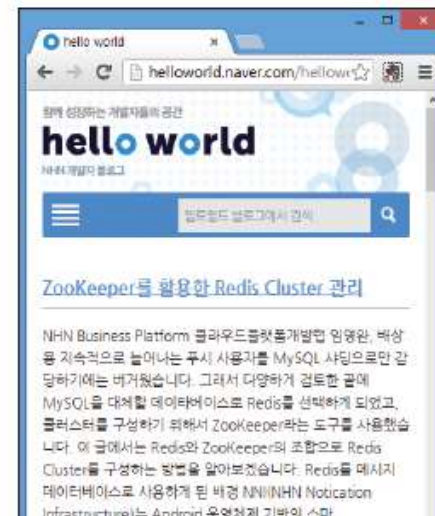 hello world
helloworld.naver.com/hellowo
함께 성장하는 개발자들의 공간
hello world
NHN 개발자 블로그
헬로월드 블로그에서 검색
ZooKeeper를 활용한 Redis Cluster 관리
NHN Business Platform 클라우드플랫폼개발랩 임영완, 배상
용 지속적으로 늘어나는 푸시 사용자를 MySQL 샤딩으로만 감
당하기에는 버거웠습니다. 그래서 다양하게 검토한 끝에
MySQL을 대체할 데이터베이스로 Redis를 선택하게 되었고,
클러스터를 구성하기 위해서 ZooKeeper라는 도구를 사용했습
니다. 이 글에서는 Redis와 ZooKeeper의 조합으로 Redis
Cluster를 구성하는 방법을 알아보겠습니다. Redis를 메시지
데이터베이스로 사용하게 된 배경 NNI(NHN Notication
Infrastructure)는 Android 운영체제 기반의 스마